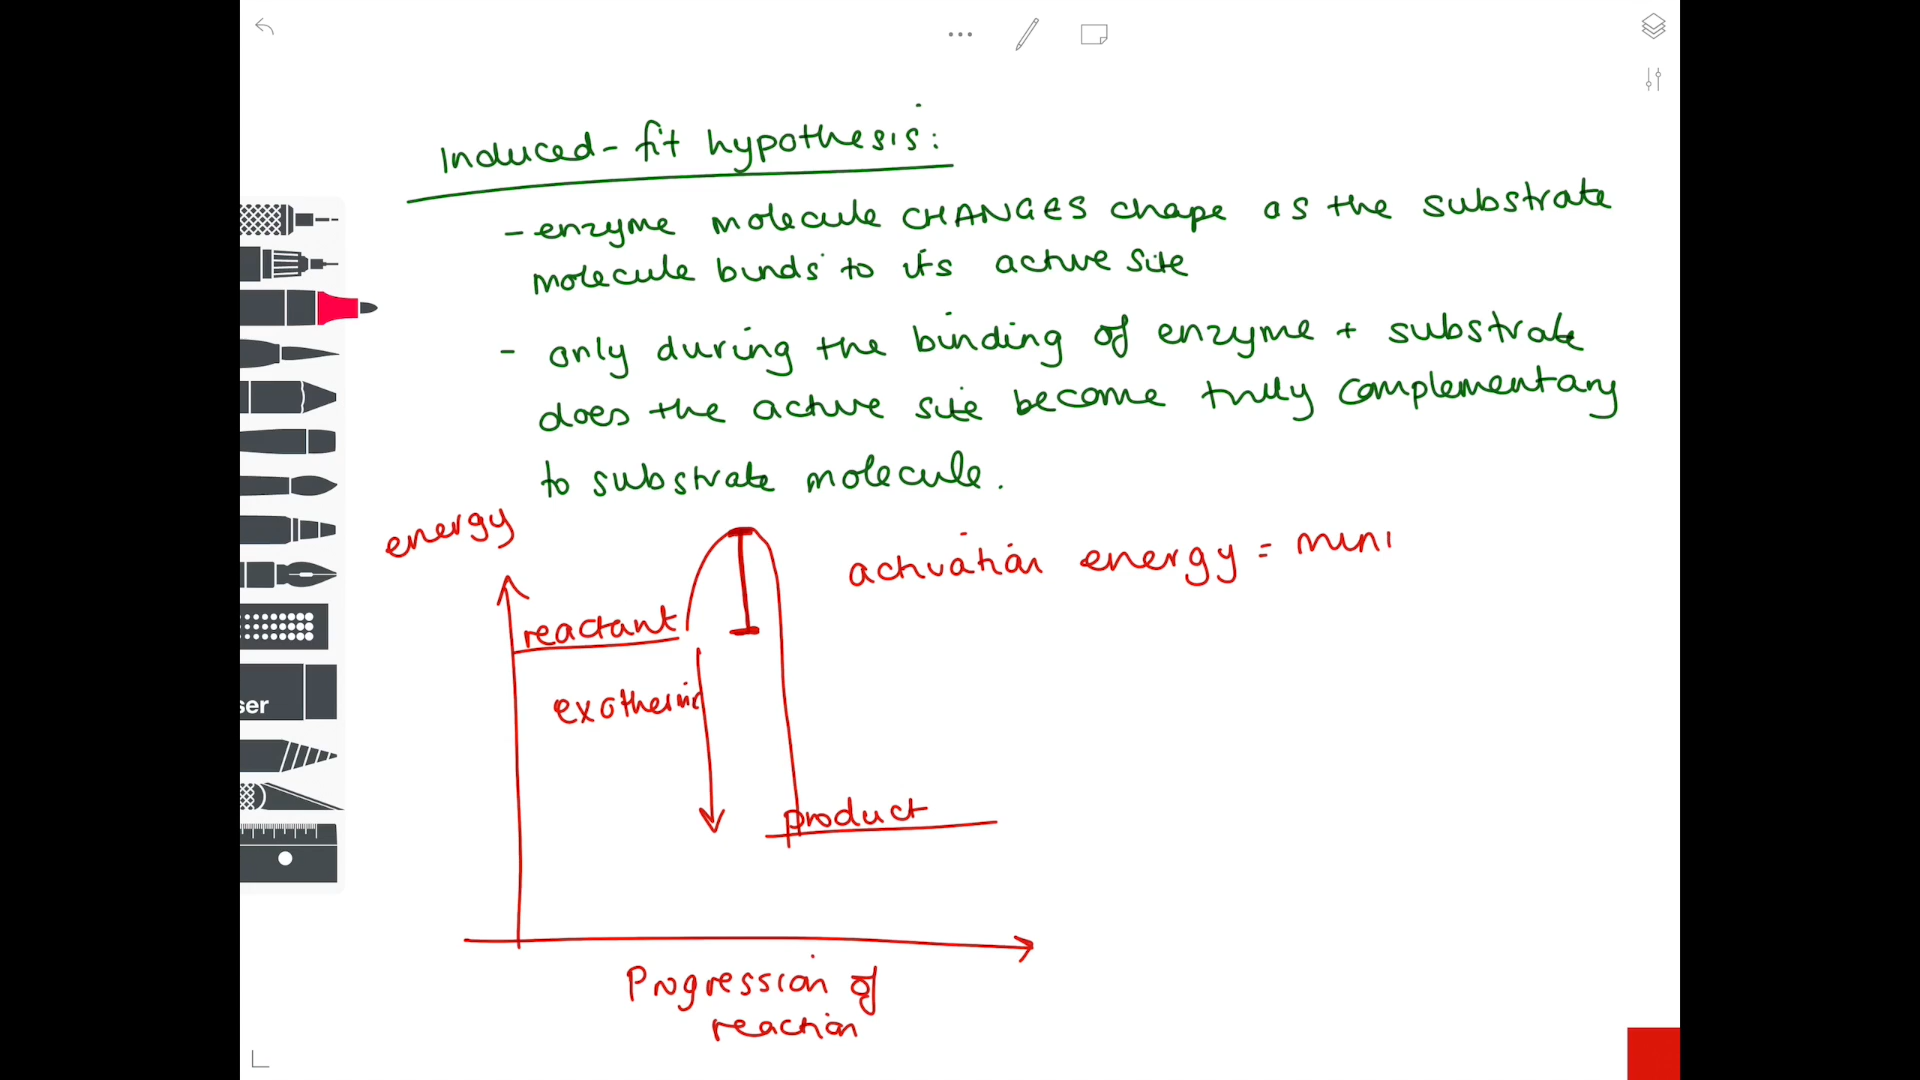 Induced-fit hypothesis:
- enzyme molecule CHANGES chape as the substrate
molecule binds to its active site
- only during the binding of enzyme + substrate
does the active site become truly complementary
to substrate molecule.
energy
activation energy = mini
reactant
exothermic
product
Progression of
reaction
ser